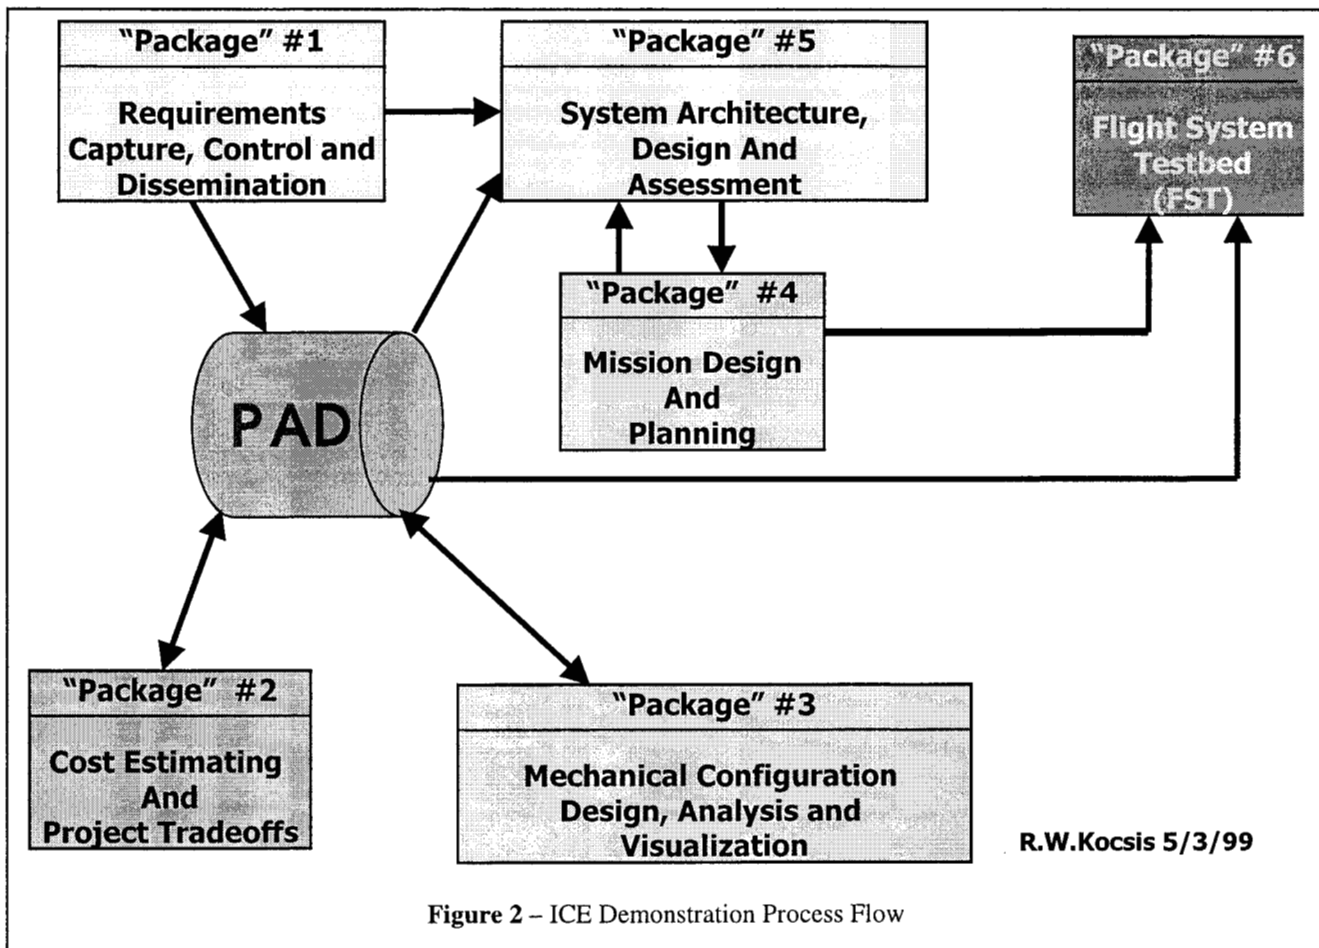 “Package” #1
Requirements
Capture, Control and
Dissemination
“Package” #5
System Architecture,
Design And
Assessment
“Package” #6
Flight System
Testbed
(FST)
“Package” #4
Mission Design
And
Planning
PAD
“Package” #2
Cost Estimating
And
Project Tradeoffs
“Package” #3
Mechanical Configuration
Design, Analysis and
Visualization
R.W.Kocsis 5/3/99
Figure 2 – ICE Demonstration Process Flow